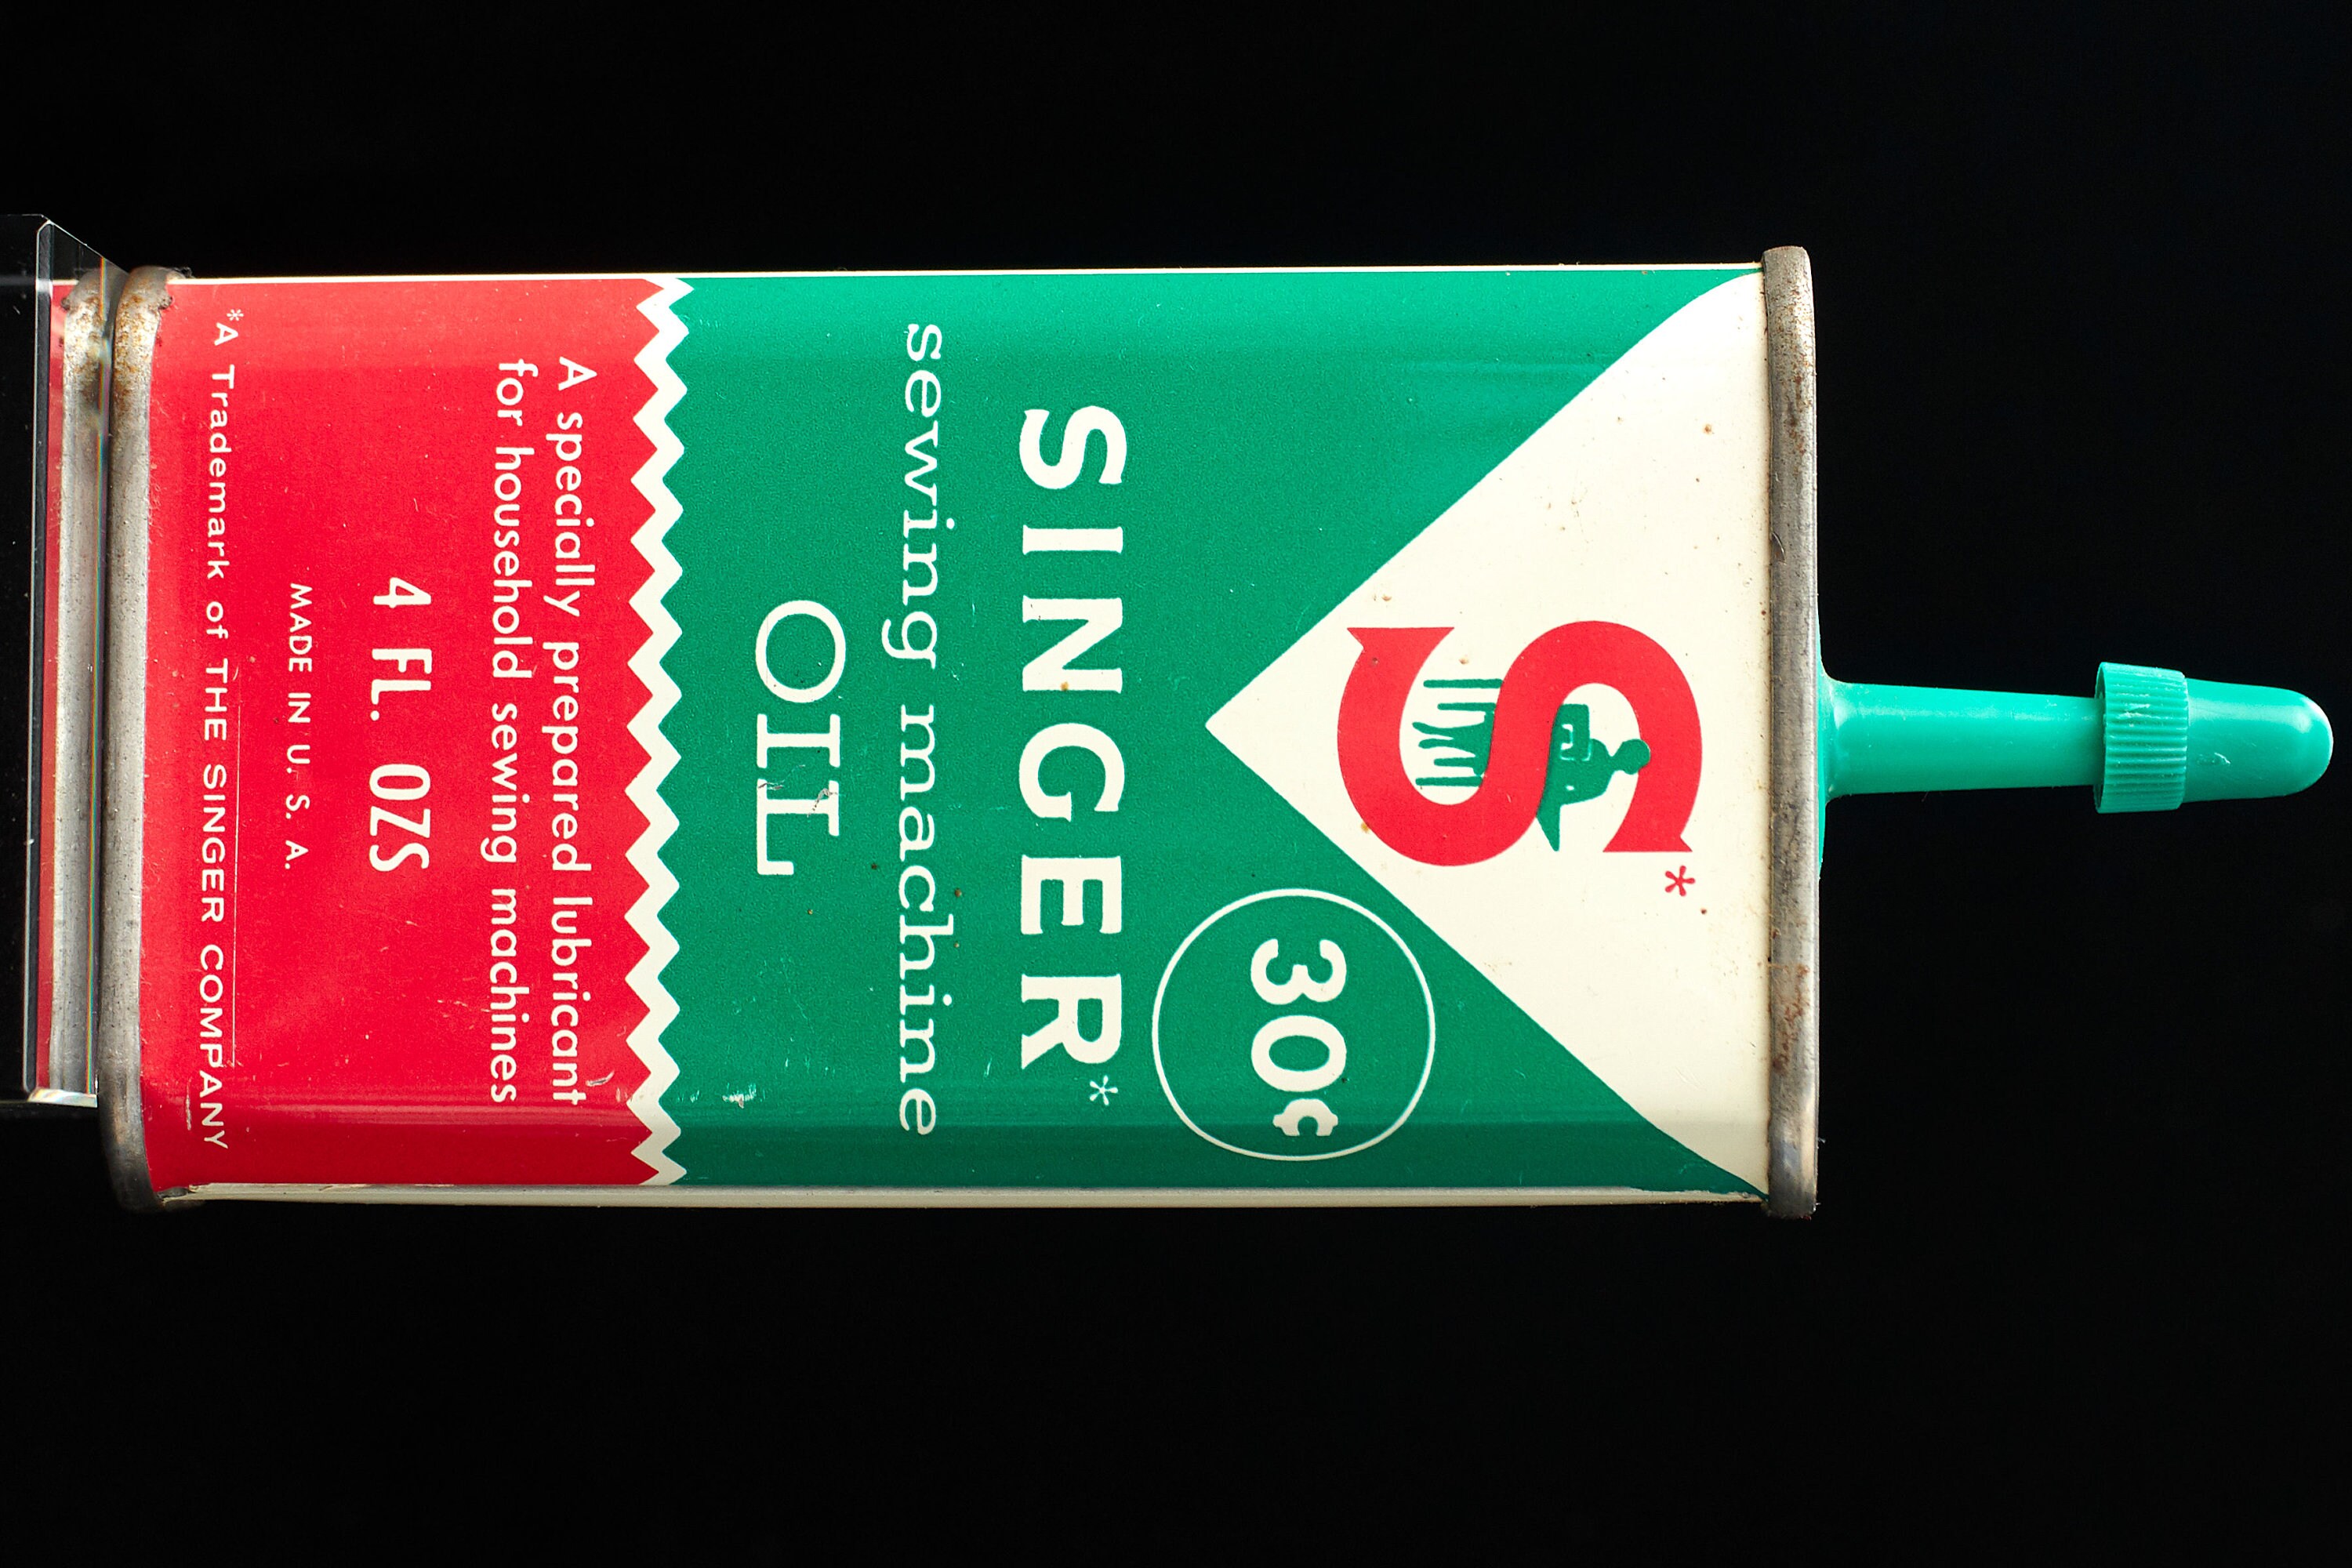 S*
30¢
SINGER*
sewing machine
OIL
A specially prepared lubricant
for household sewing machines
4 FL. OZS
MADE IN U. S. A.
*A Trademark of THE SINGER COMPANY